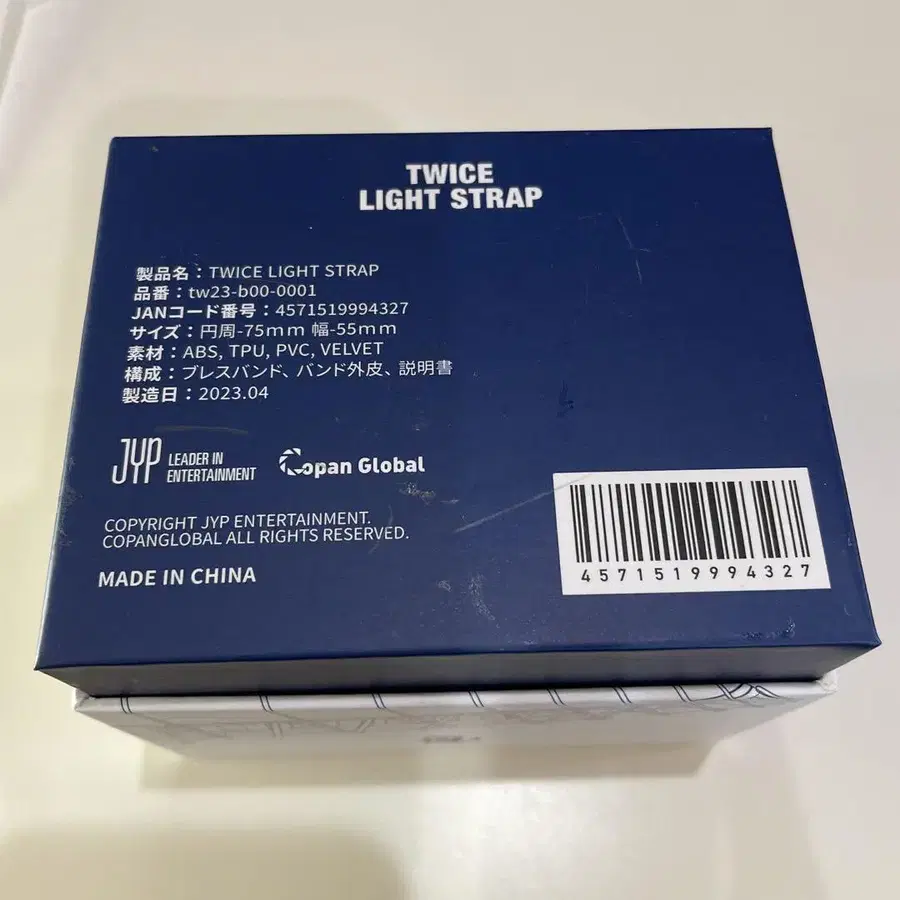 TWICE
LIGHT STRAP
製品名：TWICE LIGHT STRAP
品番：tw23-b00-0001
JANコード番号：4571519994327
サイズ：円周-75mm 幅-55mm
素材：ABS, TPU, PVC, VELVET
構成：ブレスバンド、バンド外皮、説明書
製造日：2023.04
JYP LEADER IN
ENTERTAINMENT
Copan Global
COPYRIGHT JYP ENTERTAINMENT.
COPANGLOBAL ALL RIGHTS RESERVED.
MADE IN CHINA
4571519994327